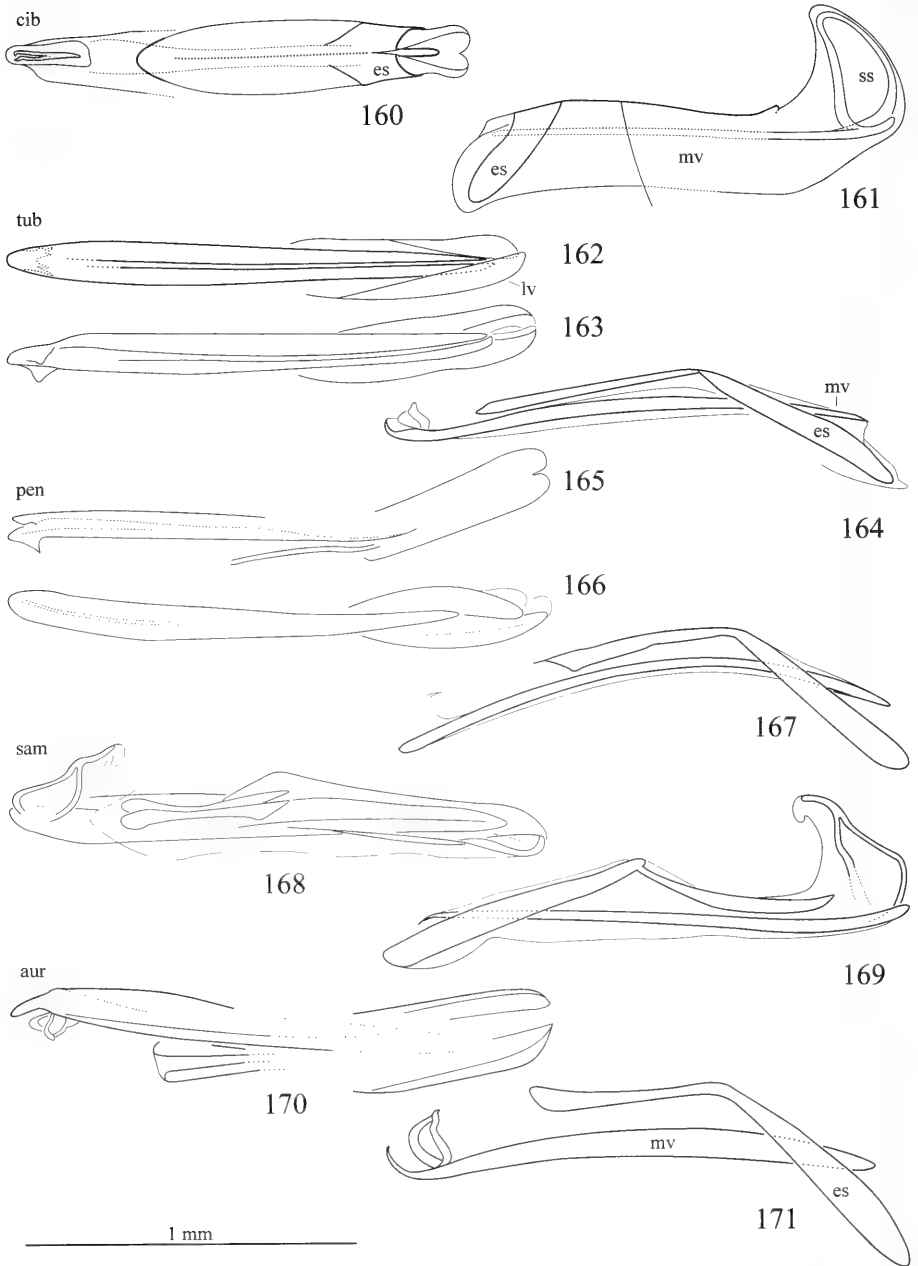 cib
es
160
ss
es
mv
161
tub
162
lv
163
mv
es
164
pen
165
166
167
sam
168
169
aur
170
mv
es
171
1 mm